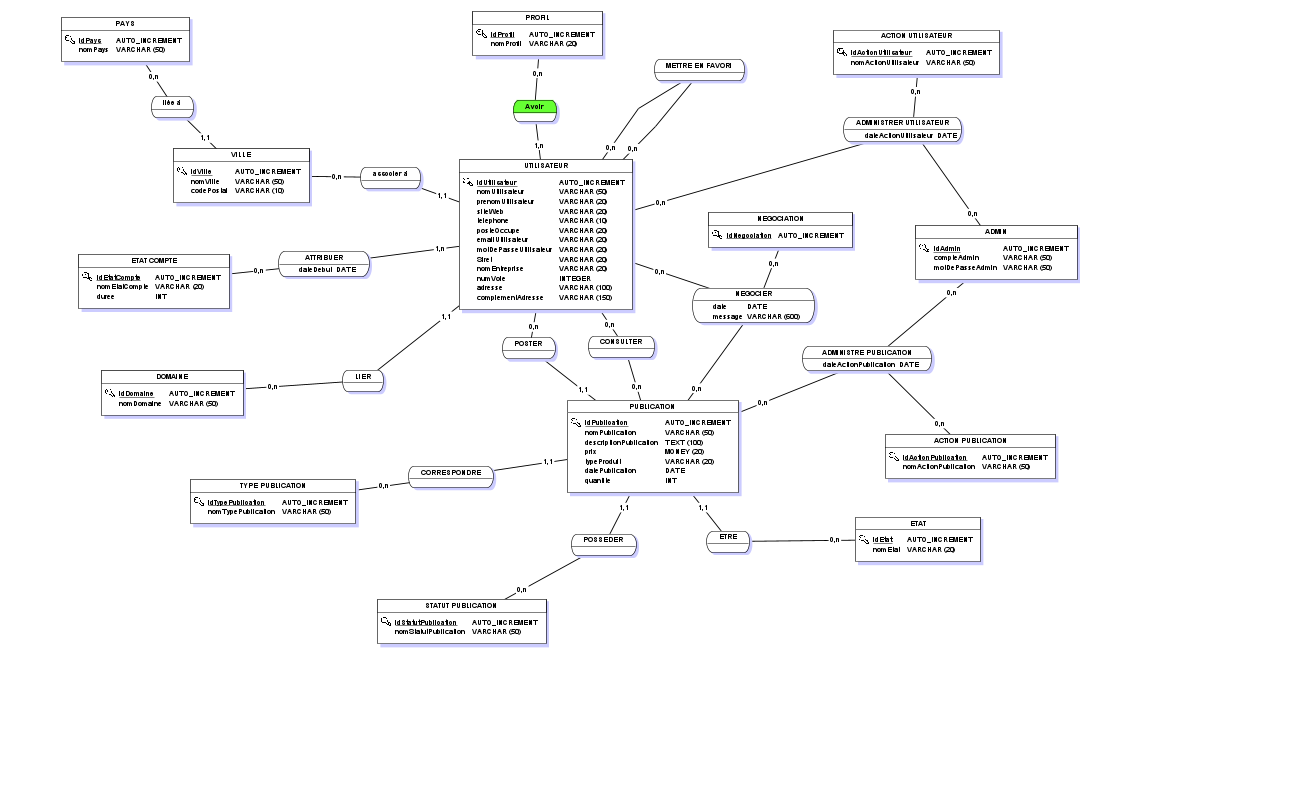 PAYS
idPays AUTO_INCREMENT
nomPays VARCHAR (50)
0,n
liée à
1,1
VILLE
idVille AUTO_INCREMENT
nomVille VARCHAR (50)
codePostal VARCHAR (10)
0,n
associer à
1,1
PROFIL
idProfil AUTO_INCREMENT
nomProfil VARCHAR (20)
0,n
Avoir
1,n
METTRE EN FAVORI
0,n
0,n
ACTION UTILISATEUR
idActionUtilisateur AUTO_INCREMENT
nomActionUtilisateur VARCHAR (50)
0,n
ADMINISTRER UTILISATEUR
dateActionUtilisateur DATE
0,n
0,n
UTILISATEUR
idUtilisateur AUTO_INCREMENT
nomUtilisateur VARCHAR (50)
prenomUtilisateur VARCHAR (20)
siteWeb VARCHAR (20)
telephone VARCHAR (10)
posteOccupe VARCHAR (20)
emailUtilisateur VARCHAR (20)
motDePasseUtilisateur VARCHAR (20)
Siret VARCHAR (20)
nomEntreprise VARCHAR (20)
numVoie INTEGER
adresse VARCHAR (100)
complementAdresse VARCHAR (150)
NEGOCIATION
idNegociation AUTO_INCREMENT
0,n
ADMIN
idAdmin AUTO_INCREMENT
compteAdmin VARCHAR (50)
motDePasseAdmin VARCHAR (50)
0,n
ETAT COMPTE
idEtatCompte AUTO_INCREMENT
nomEtatCompte VARCHAR (20)
duree INT
0,n
ATTRIBUER
dateDebut DATE
1,n
0,n
NEGOCIER
date DATE
message VARCHAR (600)
0,n
1,1
LIER
0,n
DOMAINE
idDomaine AUTO_INCREMENT
nomDomaine VARCHAR (50)
0,n
POSTER
1,1
0,n
CONSULTER
0,n
ADMINISTRE PUBLICATION
dateActionPublication DATE
0,n
0,n
PUBLICATION
idPublication AUTO_INCREMENT
nomPublication VARCHAR (50)
descriptionPublication TEXT (100)
prix MONEY (20)
typeProduit VARCHAR (20)
datePublication DATE
quantite INT
ACTION PUBLICATION
idActionPublication AUTO_INCREMENT
nomActionPublication VARCHAR (50)
1,1
CORRESPONDRE
0,n
TYPE PUBLICATION
idTypePublication AUTO_INCREMENT
nomTypePublication VARCHAR (50)
1,1
POSSEDER
0,n
1,1
ETRE
0,n
ETAT
idEtat AUTO_INCREMENT
nomEtat VARCHAR (20)
STATUT PUBLICATION
idStatutPublication AUTO_INCREMENT
nomStatutPublication VARCHAR (50)